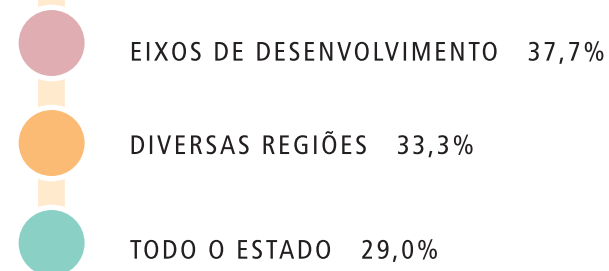 EIXOS DE DESENVOLVIMENTO 37,7%
DIVERSAS REGIÕES 33,3%
TODO O ESTADO 29,0%